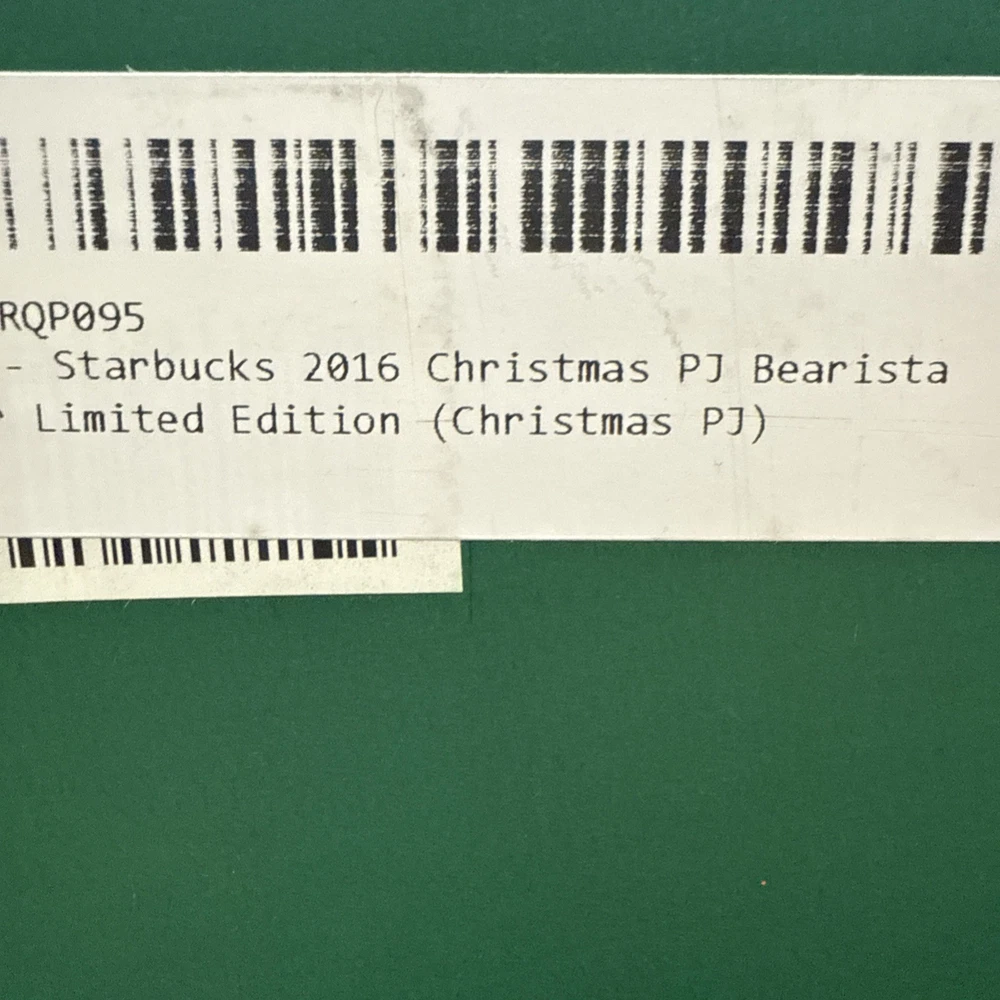 RQP095
- Starbucks 2016 Christmas PJ Bearista
Limited Edition (Christmas PJ)